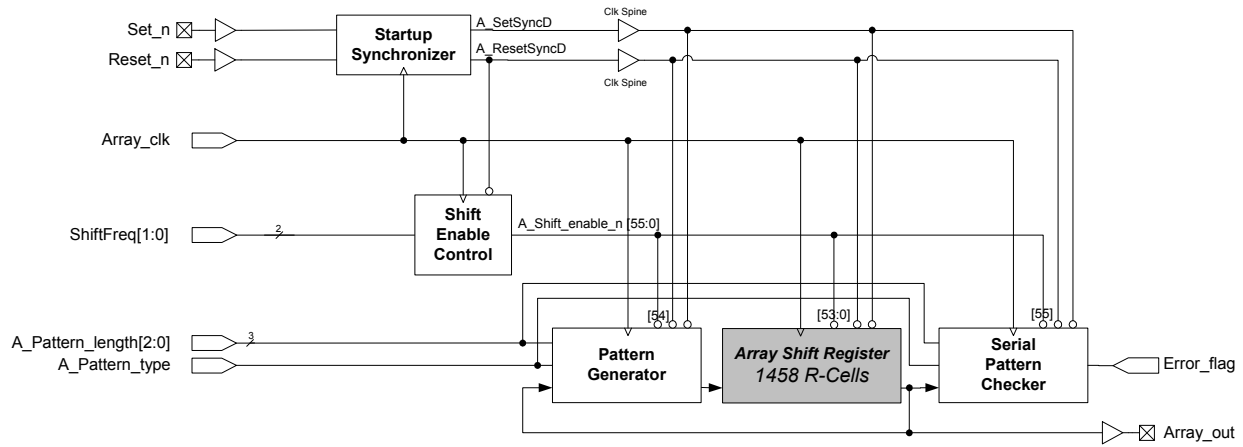 Clk Spine
Set_n
A_SetSyncD
Startup
Synchronizer
Reset_n
A_ResetSyncD
Clk Spine
Array_clk
Shift
Enable
Control
A_Shift_enable_n [55:0]
ShiftFreq[1:0]
2
[54]
[53:0]
[55]
A_Pattern_length[2:0]
3
A_Pattern_type
Pattern
Generator
Array Shift Register
1458 R-Cells
Serial
Pattern
Checker
Error_flag
Array_out